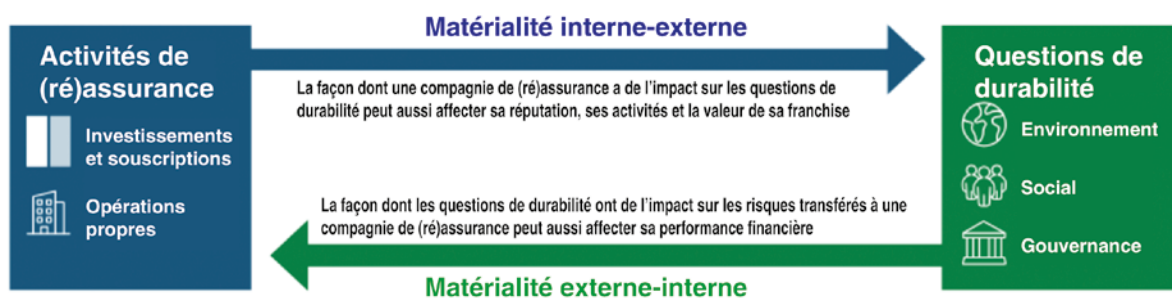 Matérialité interne-externe
Activités de
(ré)assurance
Investissements
et souscriptions
Opérations
propres
La façon dont une compagnie de (ré)assurance a de l'impact sur les questions de
durabilité peut aussi affecter sa réputation, ses activités et la valeur de sa franchise
La façon dont les questions de durabilité ont de l'impact sur les risques transférés à une
compagnie de (ré)assurance peut aussi affecter sa performance financière
Questions de
durabilité
Environnement
Social
Gouvernance
Matérialité externe-interne